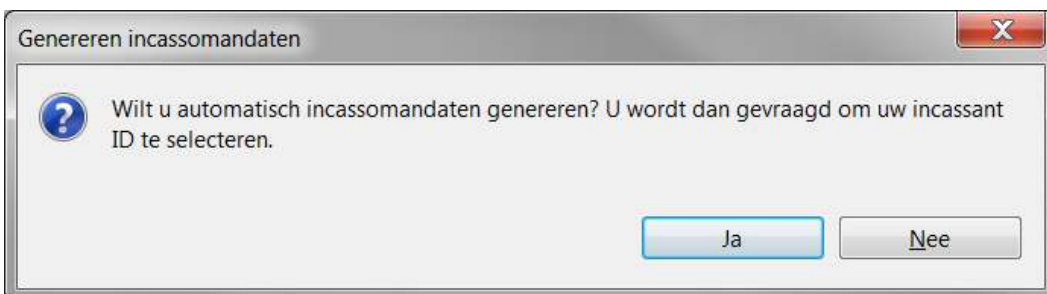 Genereren incassomandaten
Wilt u automatisch incassomandaten genereren? U wordt dan gevraagd om uw incassant
ID te selecteren.
Ja
Nee